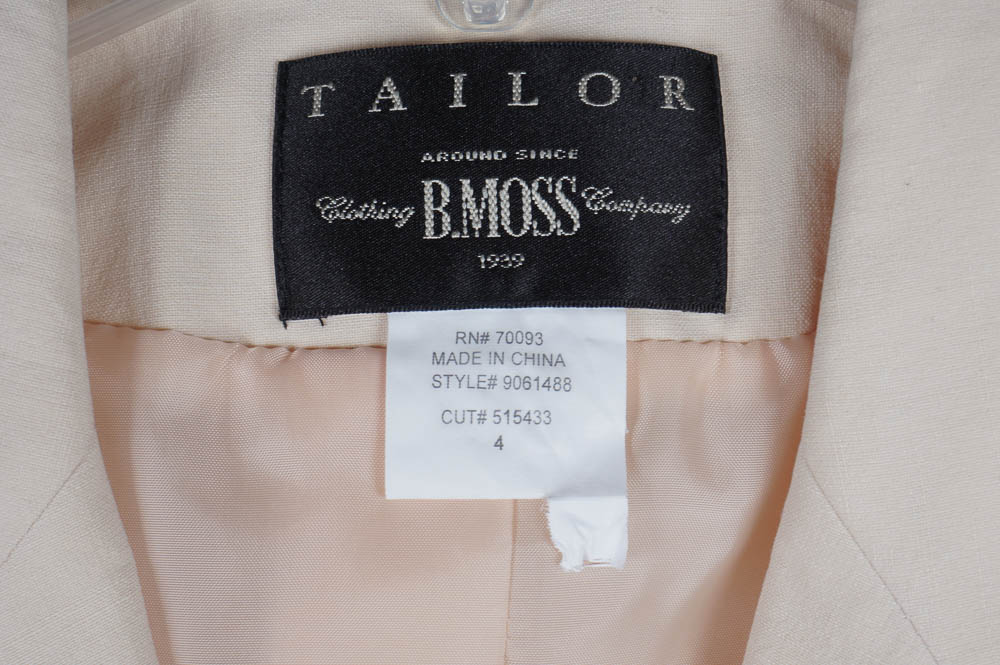 TAILOR
AROUND SINCE
Clothing B.MOSS Company
1939
RN# 70093
MADE IN CHINA
STYLE# 9061488
CUT# 515433
4